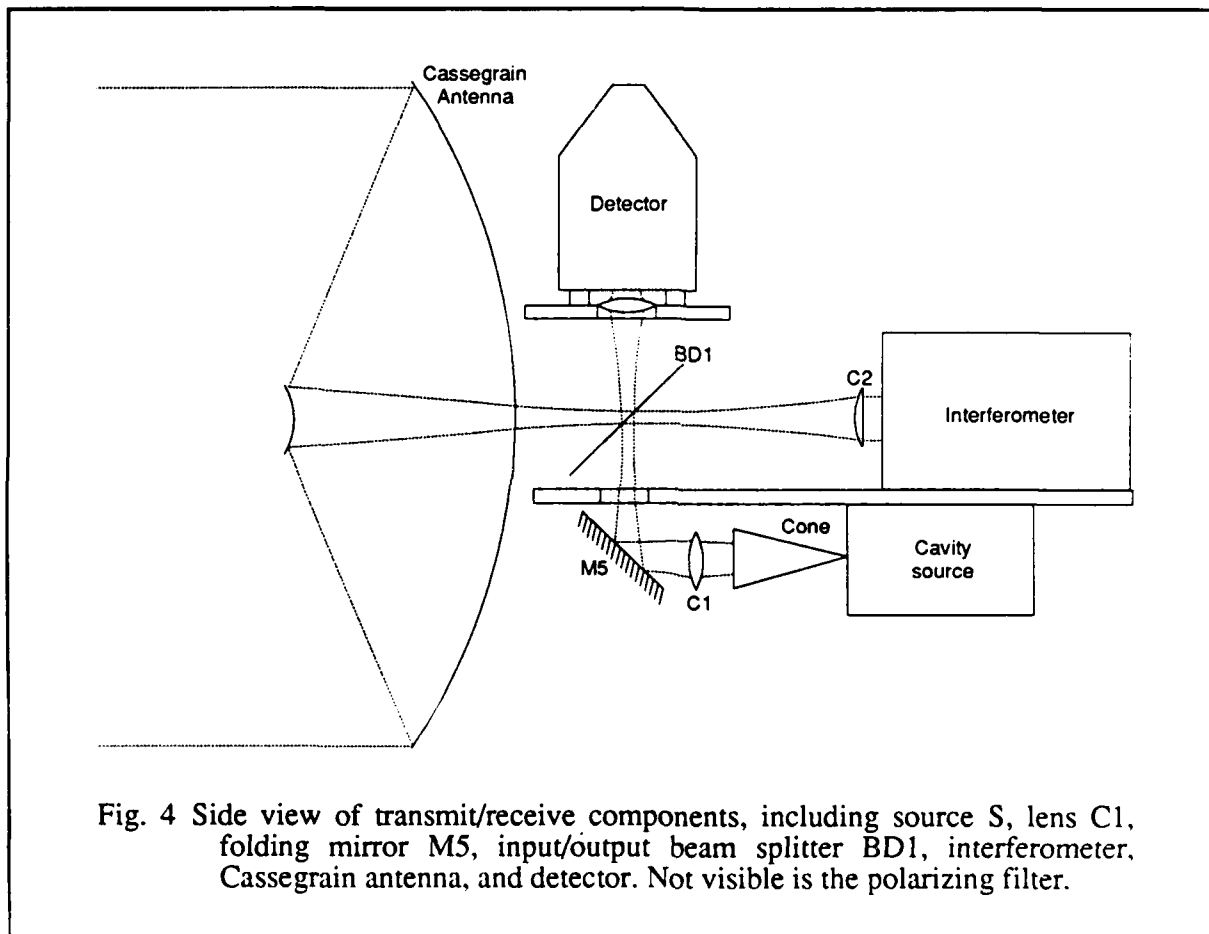 Cassegrain
Antenna
Detector
BD1
C2
Interferometer
Cone
Cavity
source
M5
C1
Fig. 4 Side view of transmit/receive components, including source S, lens C1,
folding mirror M5, input/output beam splitter BD1, interferometer,
Cassegrain antenna, and detector. Not visible is the polarizing filter.